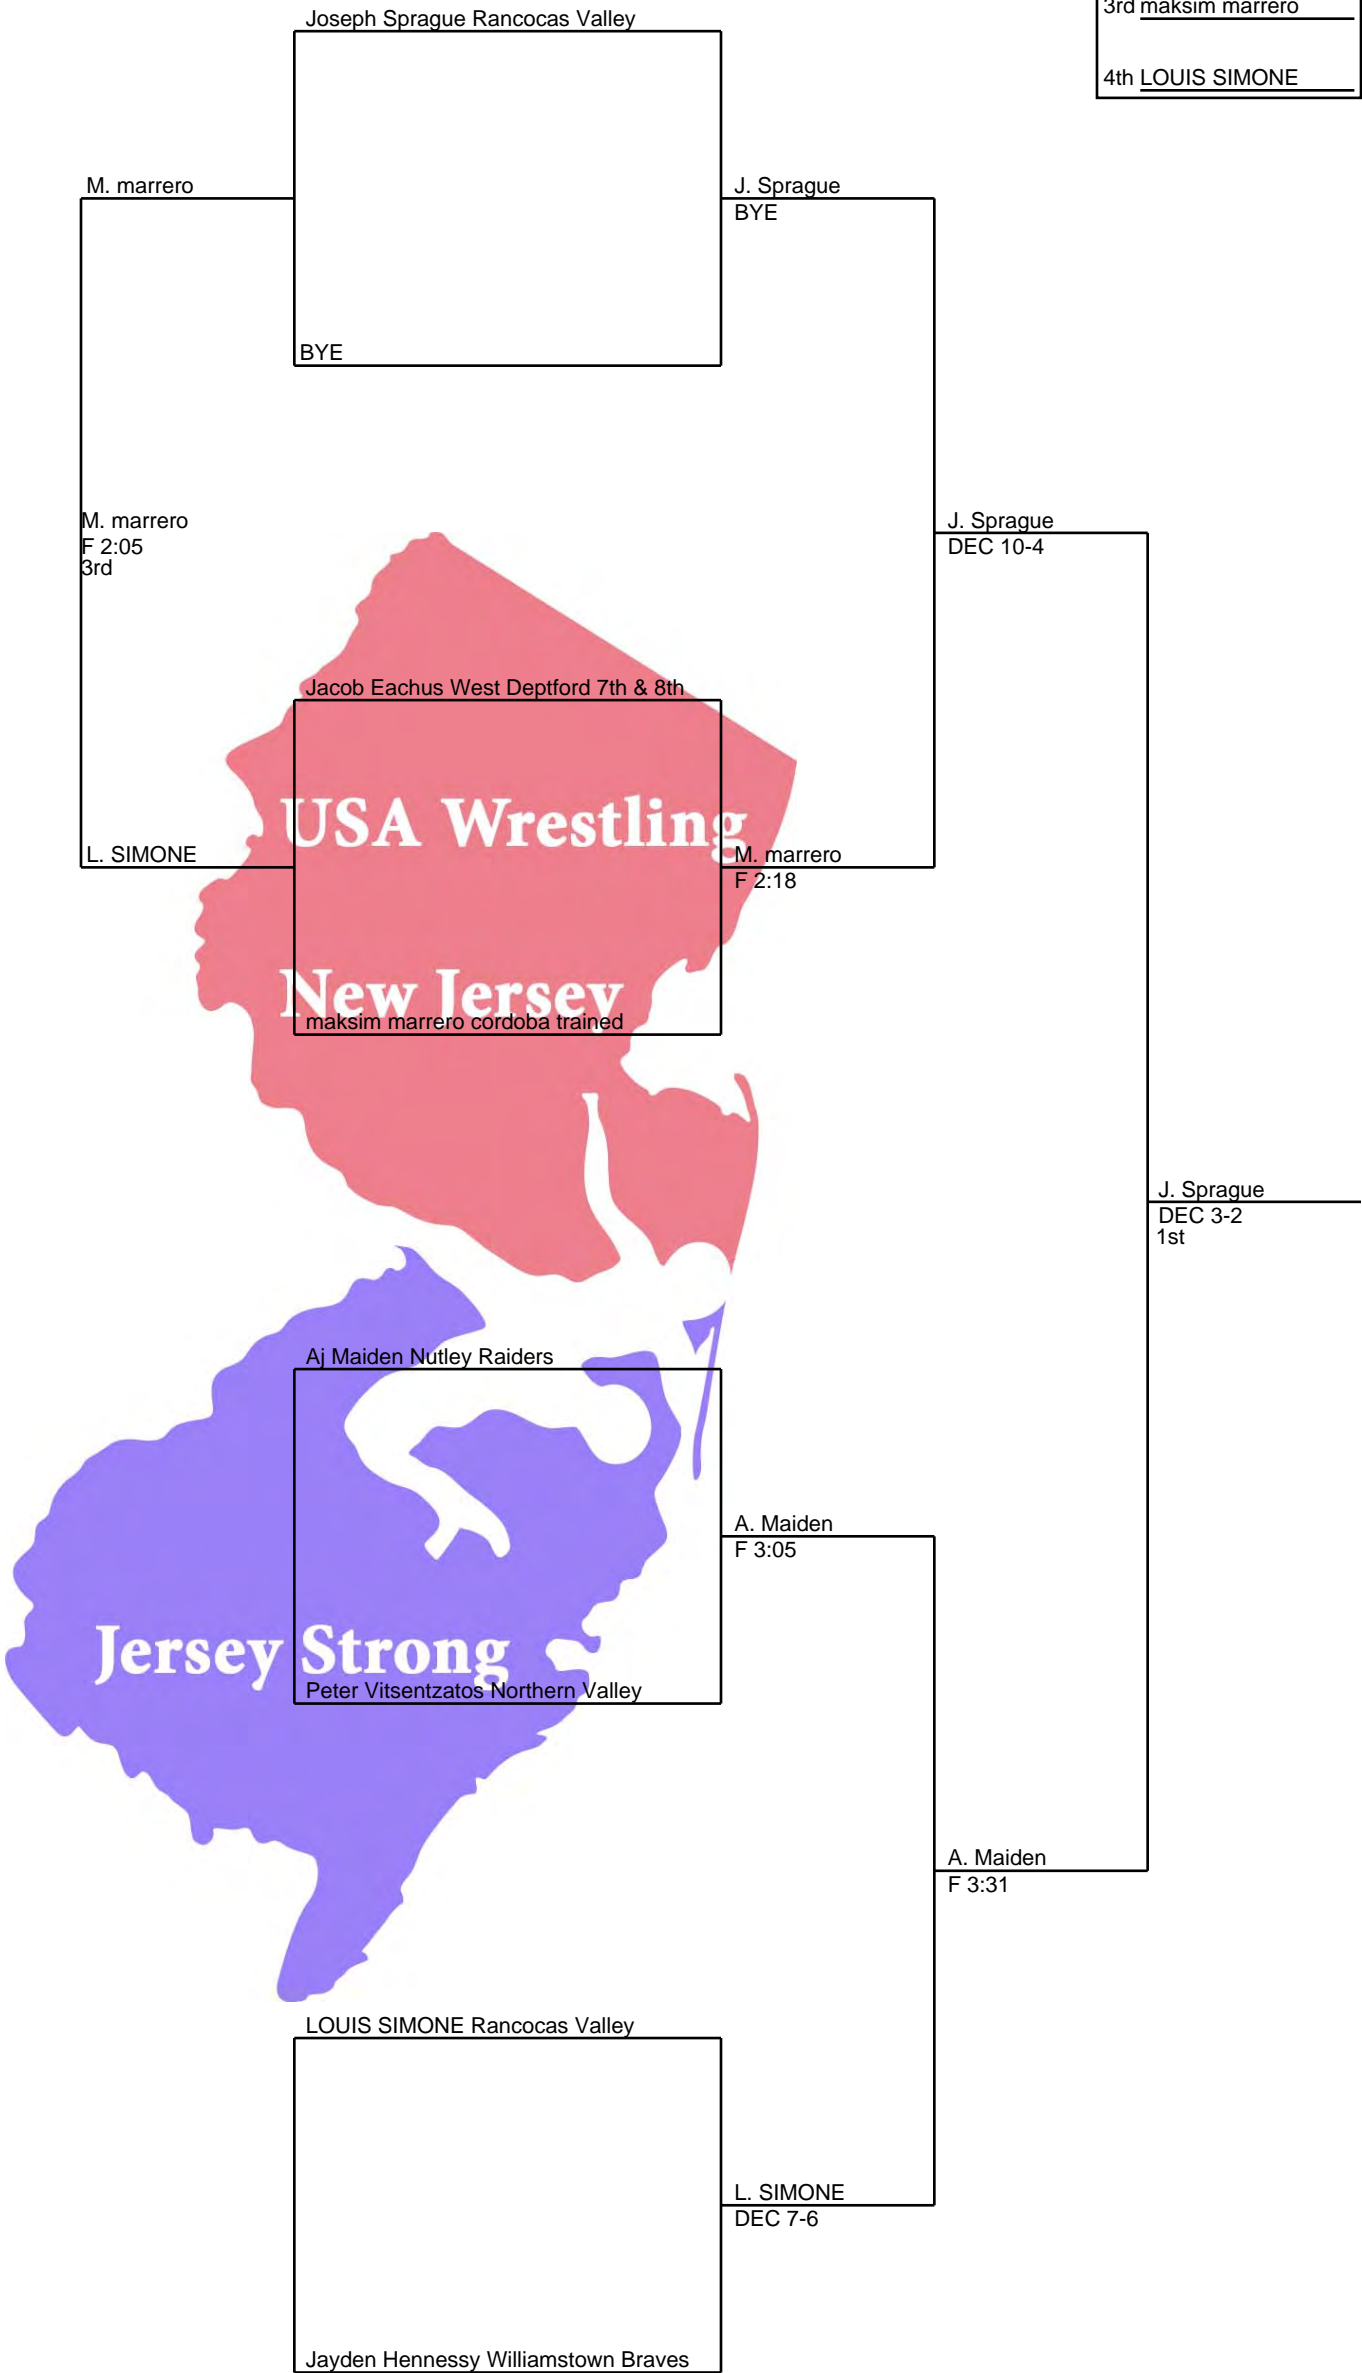 3rd maksim marrero
Joseph Sprague Rancocas Valley
4th LOUIS SIMONE
M. marrero
J. Sprague
BYE
BYE
M. marrero
F 2:05
3rd
J. Sprague
DEC 10-4
Jacob Eachus West Deptford 7th & 8th
USA Wrestling
L. SIMONE
M. marrero
F 2:18
New Jersey
maksim marrero cordoba trained
J. Sprague
DEC 3-2
1st
Aj Maiden Nutley Raiders
A. Maiden
F 3:05
Jersey Strong
Peter Vitsentzatos Northern Valley
A. Maiden
F 3:31
LOUIS SIMONE Rancocas Valley
L. SIMONE
DEC 7-6
Jayden Hennessy Williamstown Braves